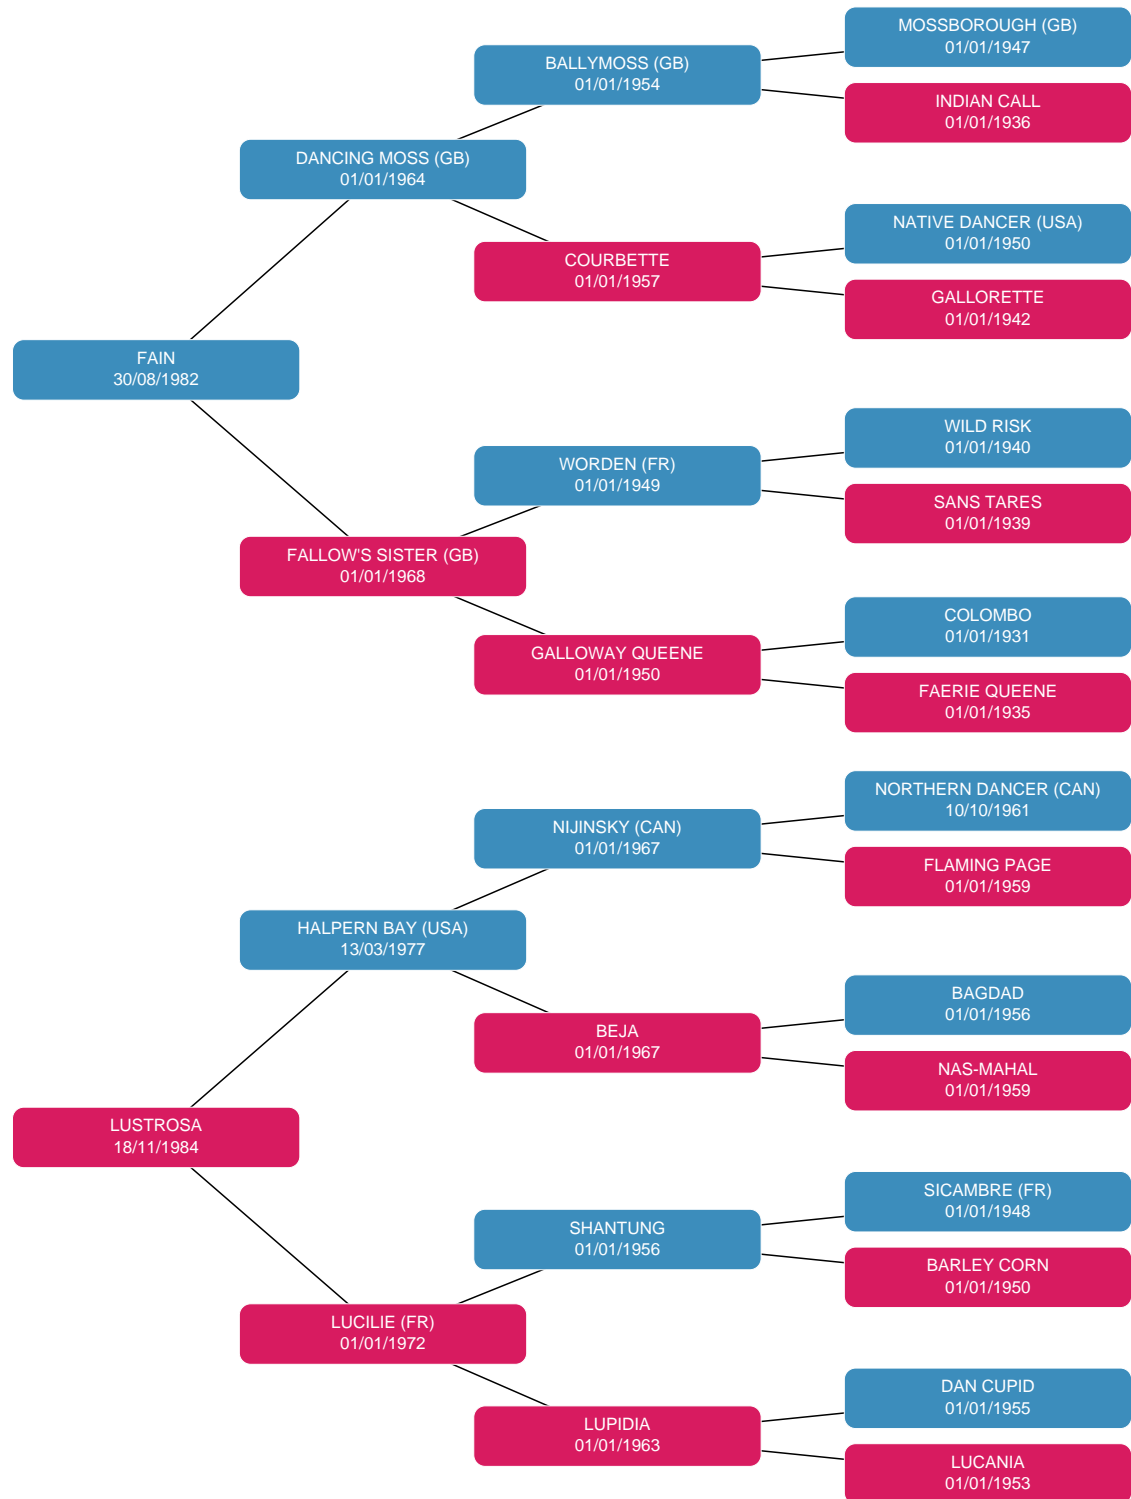 MOSSBOROUGH (GB)
01/01/1947
BALLYMOSS (GB)
01/01/1954
INDIAN CALL
01/01/1936
DANCING MOSS (GB)
01/01/1964
NATIVE DANCER (USA)
01/01/1950
COURBETTE
01/01/1957
GALLORETTE
01/01/1942
FAIN
30/08/1982
WILD RISK
01/01/1940
WORDEN (FR)
01/01/1949
SANS TARES
01/01/1939
FALLOW'S SISTER (GB)
01/01/1968
COLOMBO
01/01/1931
GALLOWAY QUEENE
01/01/1950
FAERIE QUEENE
01/01/1935
NORTHERN DANCER (CAN)
10/10/1961
NIJINSKY (CAN)
01/01/1967
FLAMING PAGE
01/01/1959
HALPERN BAY (USA)
13/03/1977
BAGDAD
01/01/1956
BEJA
01/01/1967
NAS-MAHAL
01/01/1959
LUSTROSA
18/11/1984
SICAMBRE (FR)
01/01/1948
SHANTUNG
01/01/1956
BARLEY CORN
01/01/1950
LUCILIE (FR)
01/01/1972
DAN CUPID
01/01/1955
LUPIDIA
01/01/1963
LUCANIA
01/01/1953